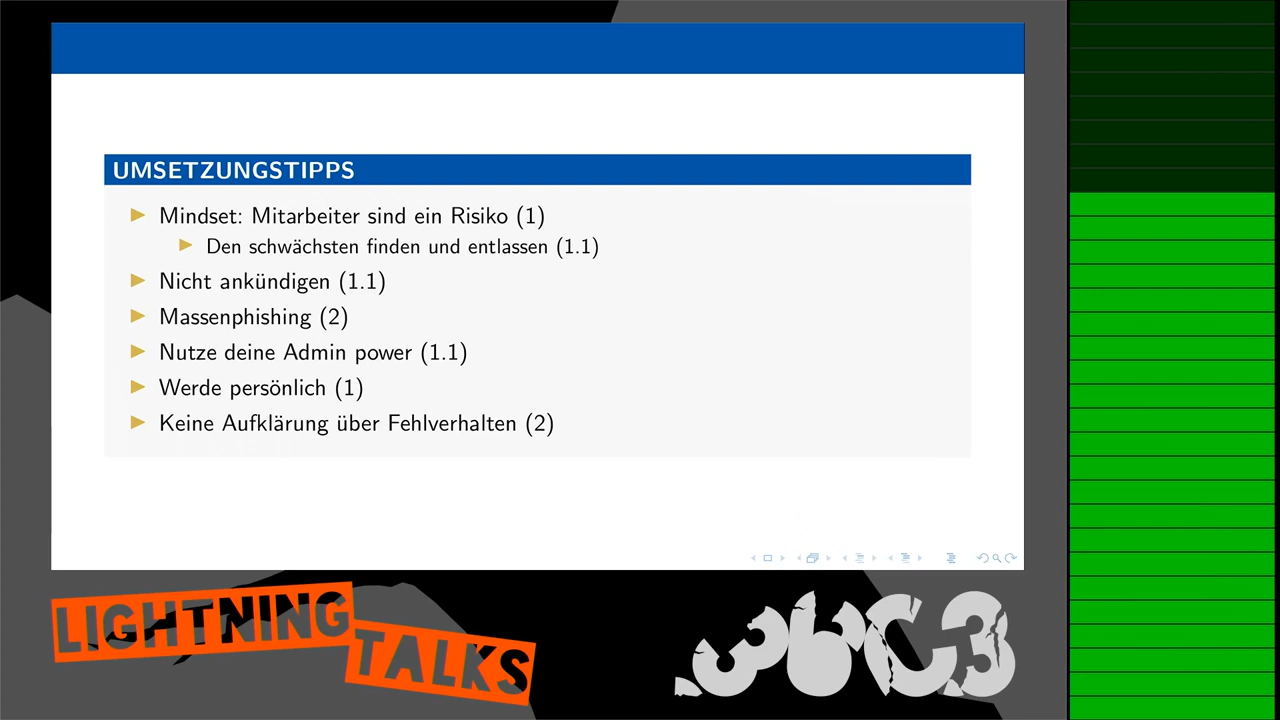 UMSETZUNGSTIPPS
Mindset: Mitarbeiter sind ein Risiko (1)
Den schwächsten finden und entlassen (1.1)
Nicht ankündigen (1.1)
Massenphishing (2)
Nutze deine Admin power (1.1)
Werde persönlich (1)
Keine Aufklärung über Fehlverhalten (2)
LIGHTNING
TALKS
36C3